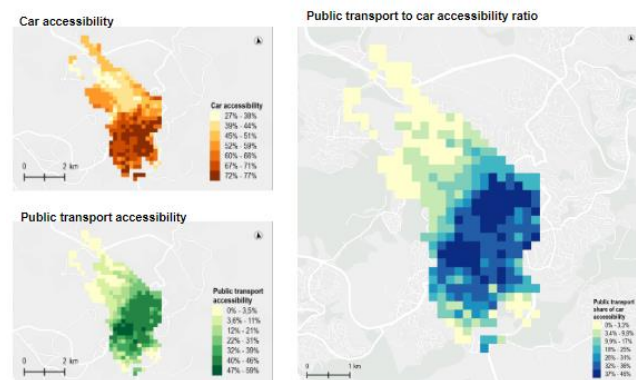 Car accessibility
Public transport to car accessibility ratio
Car accessibility
27% - 38%
39% - 44%
45% - 51%
52% - 59%
60% - 66%
67% - 71%
72% - 77%
0 2 km
Public transport accessibility
Public transport
accessibility
0% - 3,5%
3.6% - 11%
12% - 21%
22% - 31%
32% - 39%
40% - 46%
47% - 59%
0 2 km
Public transport
share of car
accessibility
0% - 3,3%
3,4% - 9,8%
9,9% - 17%
18% - 25%
26% - 31%
32% - 36%
0 1 km